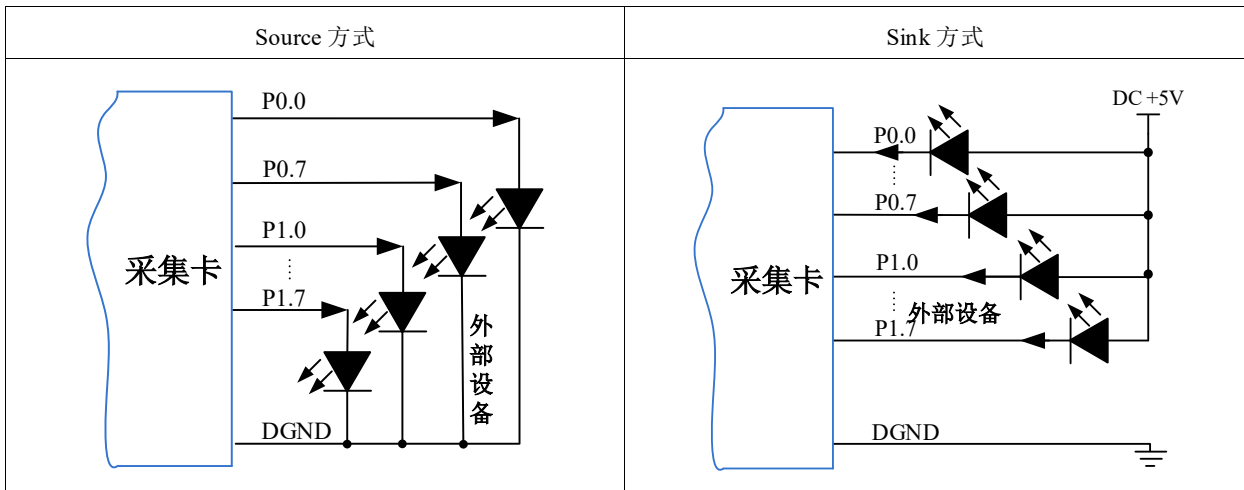 Source 方式
Sink 方式
P0.0
P0.7
P1.0
⋮
P1.7
采集卡
外部设备
DGND
DC +5V
P0.0
⋮
P0.7
P1.0
⋮
P1.7
采集卡
外部设备
DGND